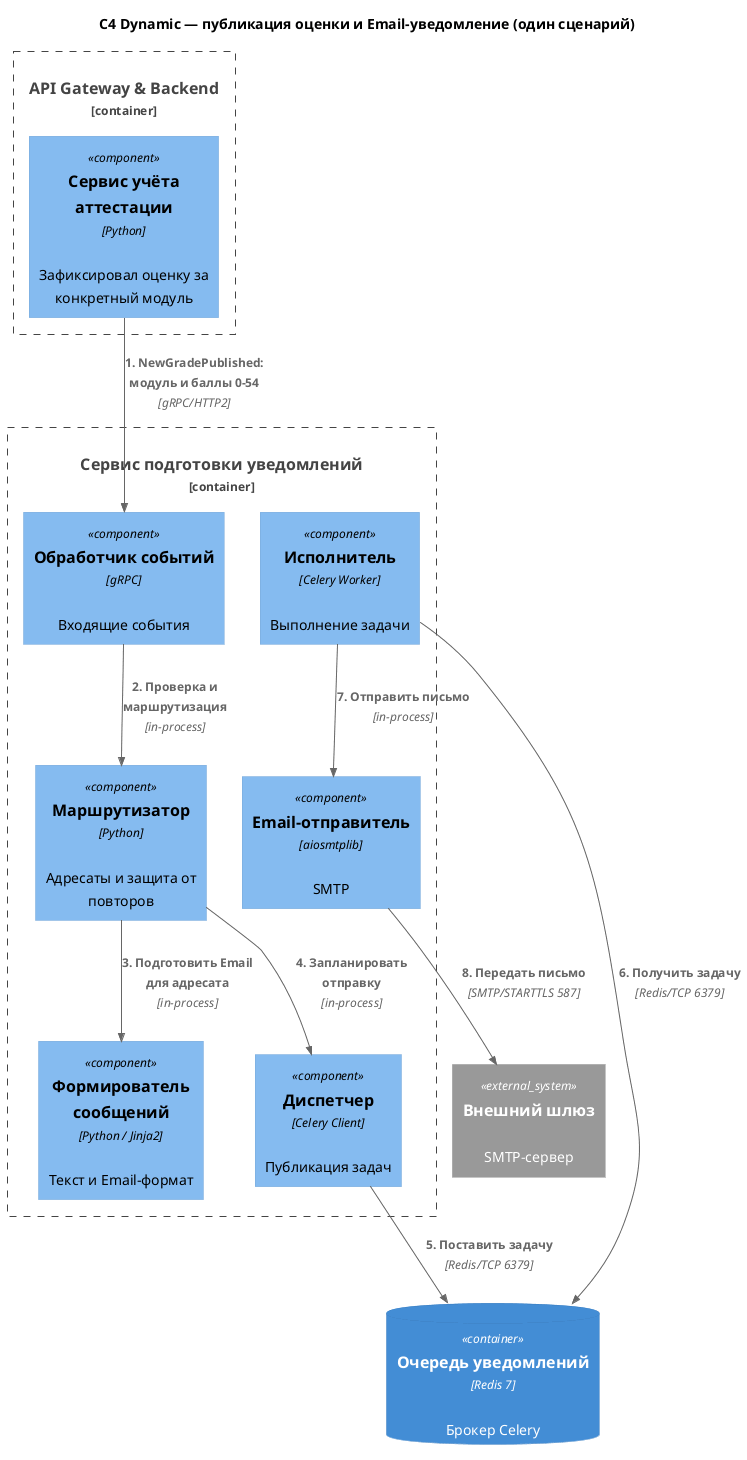 C4 Dynamic — публикация оценки и Email-уведомление (один сценарий)
API Gateway & Backend
[container]
«component»
Сервис учёта
аттестации
[Python]
Зафиксировал оценку за
конкретный модуль
1. NewGradePublished:
модуль и баллы 0-54
[gRPC/HTTP2]
Сервис подготовки уведомлений
[container]
«component»
Обработчик событий
[gRPC]
Входящие события
«component»
Исполнитель
[Celery Worker]
Выполнение задачи
2. Проверка и
маршрутизация
[in-process]
7. Отправить письмо
[in-process]
«component»
Маршрутизатор
[Python]
Адресаты и защита от
повторов
«component»
Email-отправитель
[aiosmtplib]
SMTP
3. Подготовить Email
для адресата
[in-process]
4. Запланировать
отправку
[in-process]
8. Передать письмо
[SMTP/STARTTLS 587]
6. Получить задачу
[Redis/TCP 6379]
«component»
Формирователь
сообщений
[Python / Jinja2]
Текст и Email-формат
«component»
Диспетчер
[Celery Client]
Публикация задач
«external_system»
Внешний шлюз
SMTP-сервер
5. Поставить задачу
[Redis/TCP 6379]
«container»
Очередь уведомлений
[Redis 7]
Брокер Celery